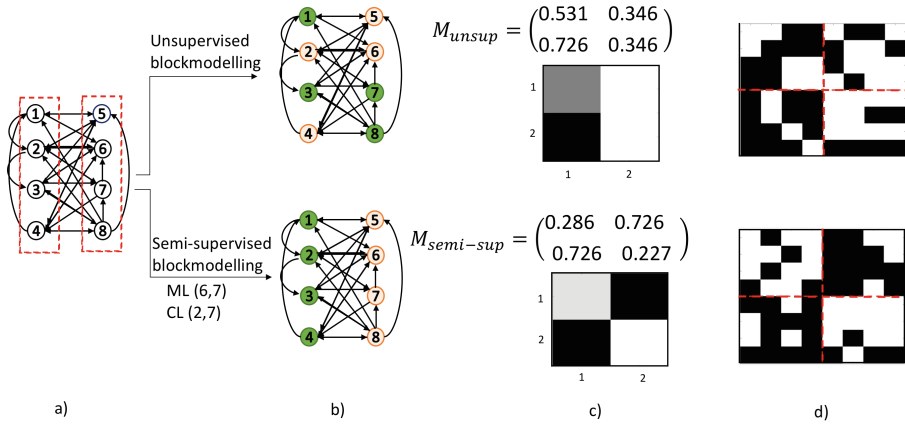 Unsupervised
blockmodelling
1 5
2 6
3 7
4 8
M_unsup = (0.531 0.346
0.726 0.346)
1
2
1 2
1 5
2 6
3 7
4 8
Semi-supervised
blockmodelling
ML (6,7)
CL (2,7)
1 5
2 6
3 7
4 8
M_semi-sup = (0.286 0.726
0.726 0.227)
1
2
1 2
a) b) c) d)